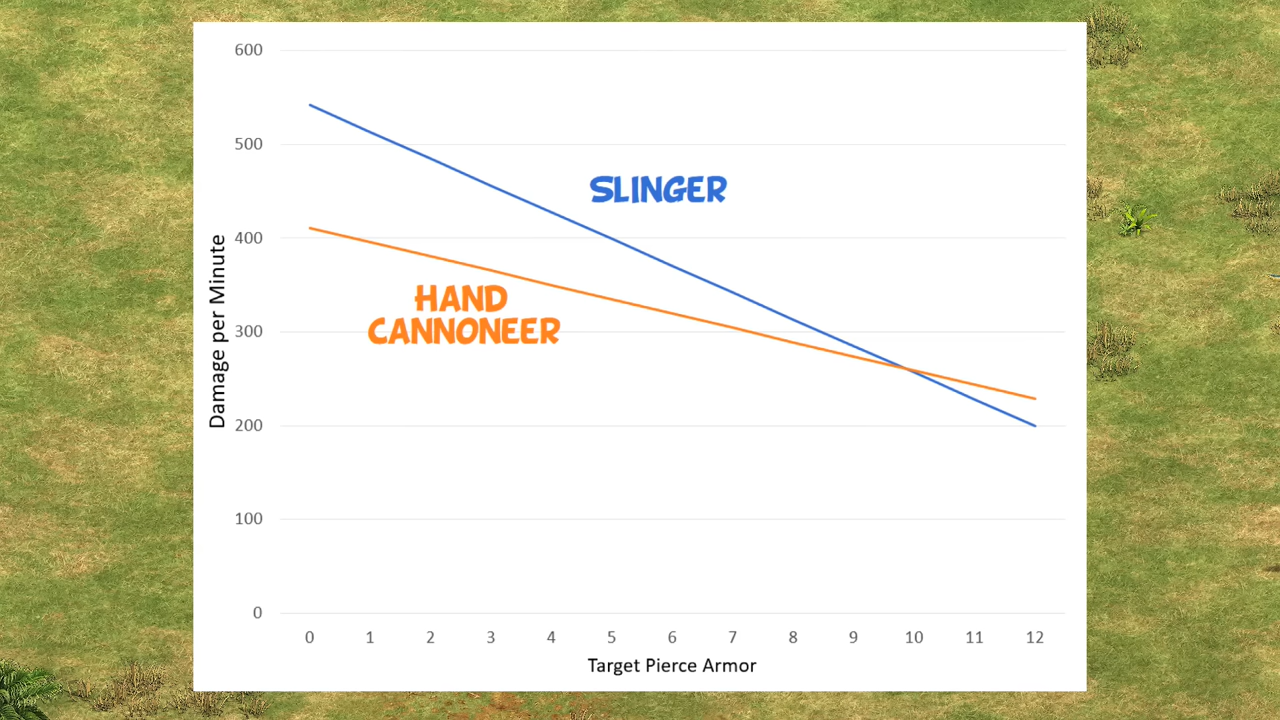 600
500
SLINGER
400
HAND
CANNONEER
300
200
100
0
Damage per Minute
0 1 2 3 4 5 6 7 8 9 10 11 12
Target Pierce Armor